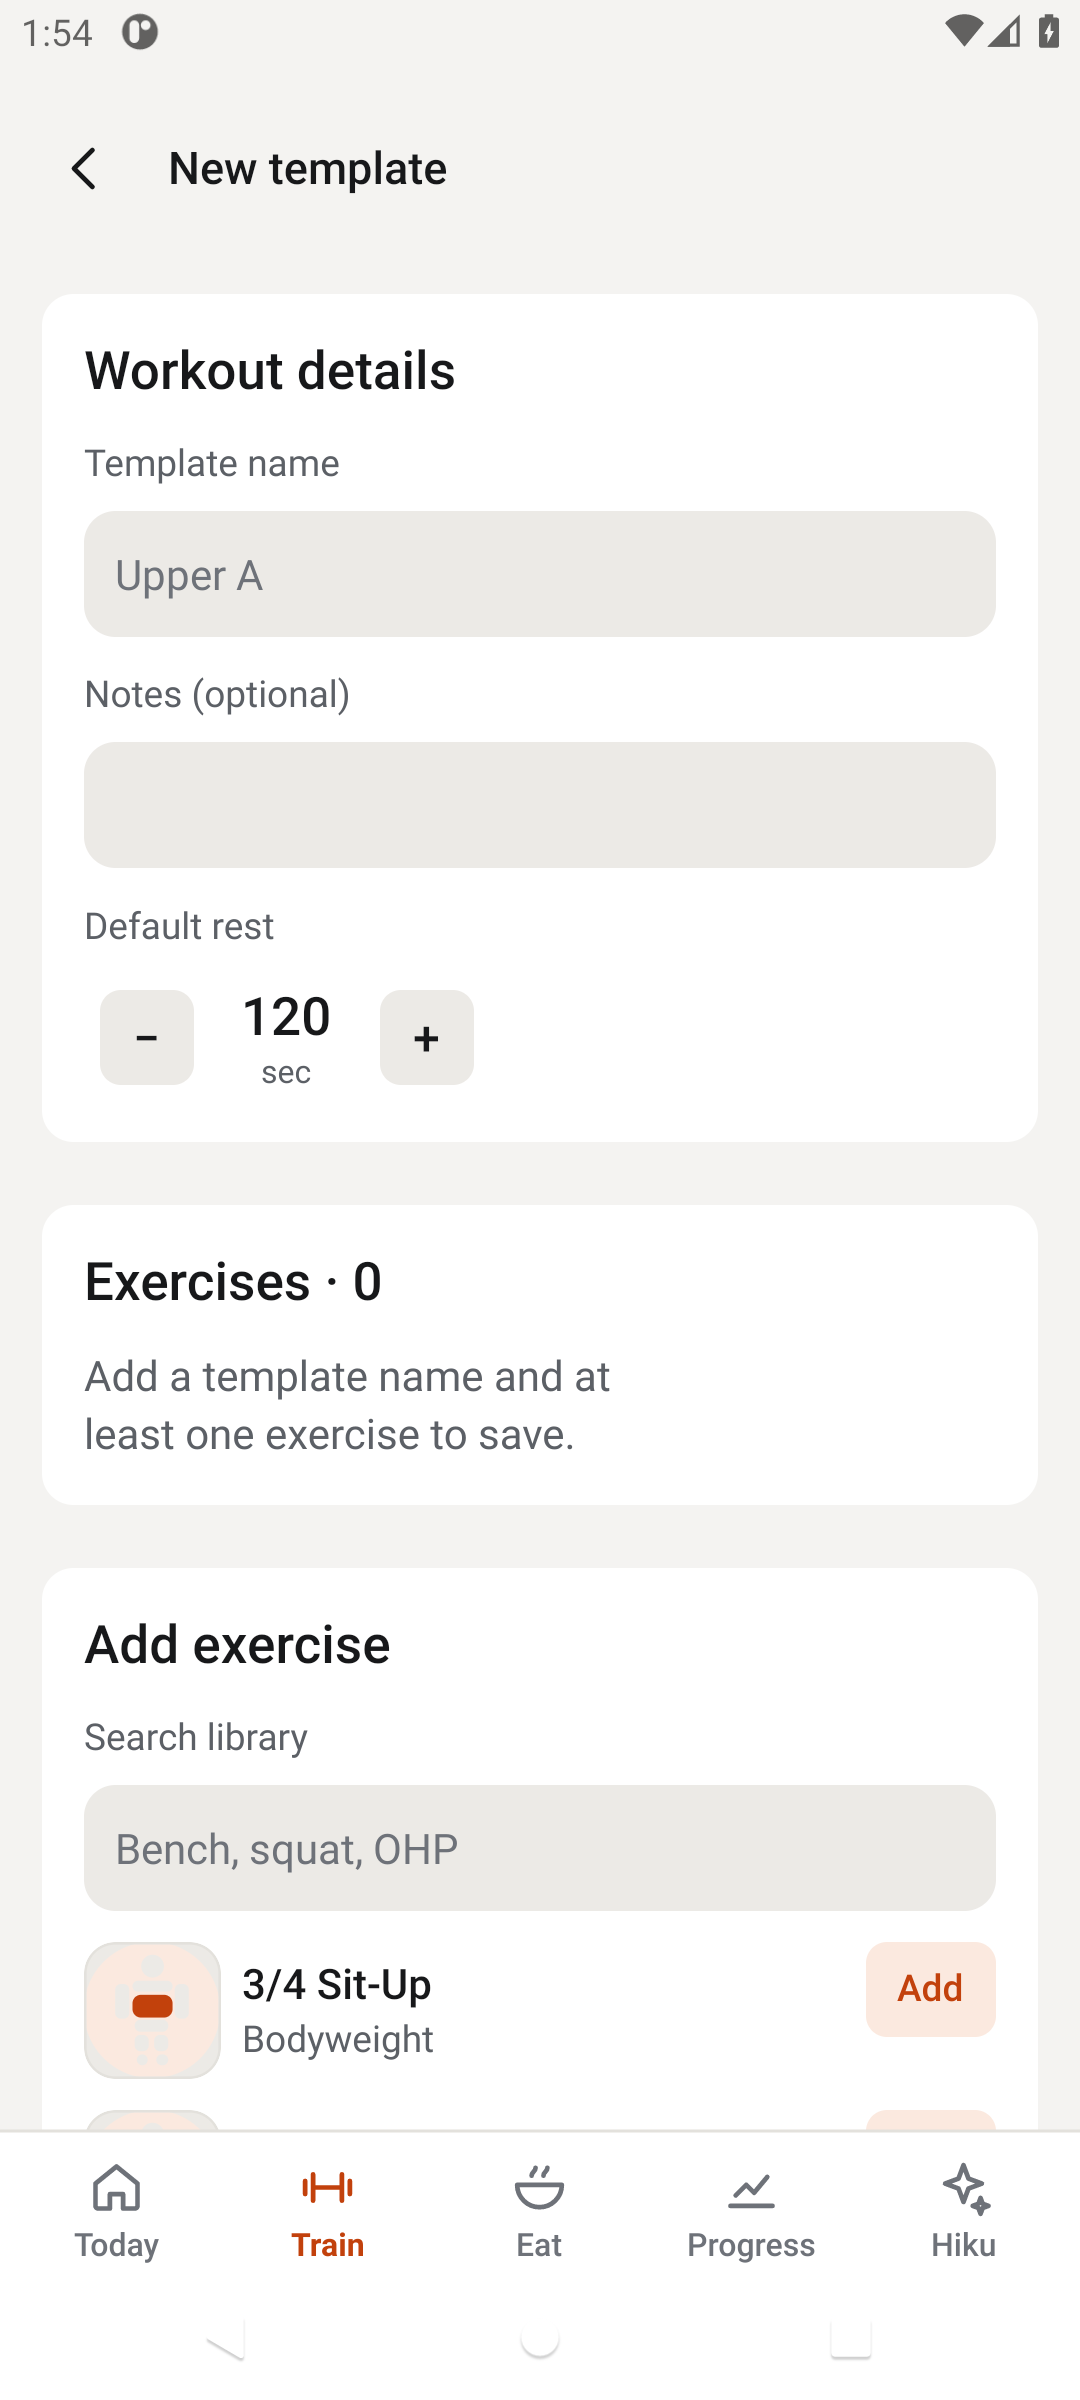 1:54
New template
Workout details
Template name
Upper A
Notes (optional)
Default rest
−
120
+
sec
Exercises · 0
Add a template name and at
least one exercise to save.
Add exercise
Search library
Bench, squat, OHP
3/4 Sit-Up
Add
Bodyweight
Today
Train
Eat
Progress
Hiku